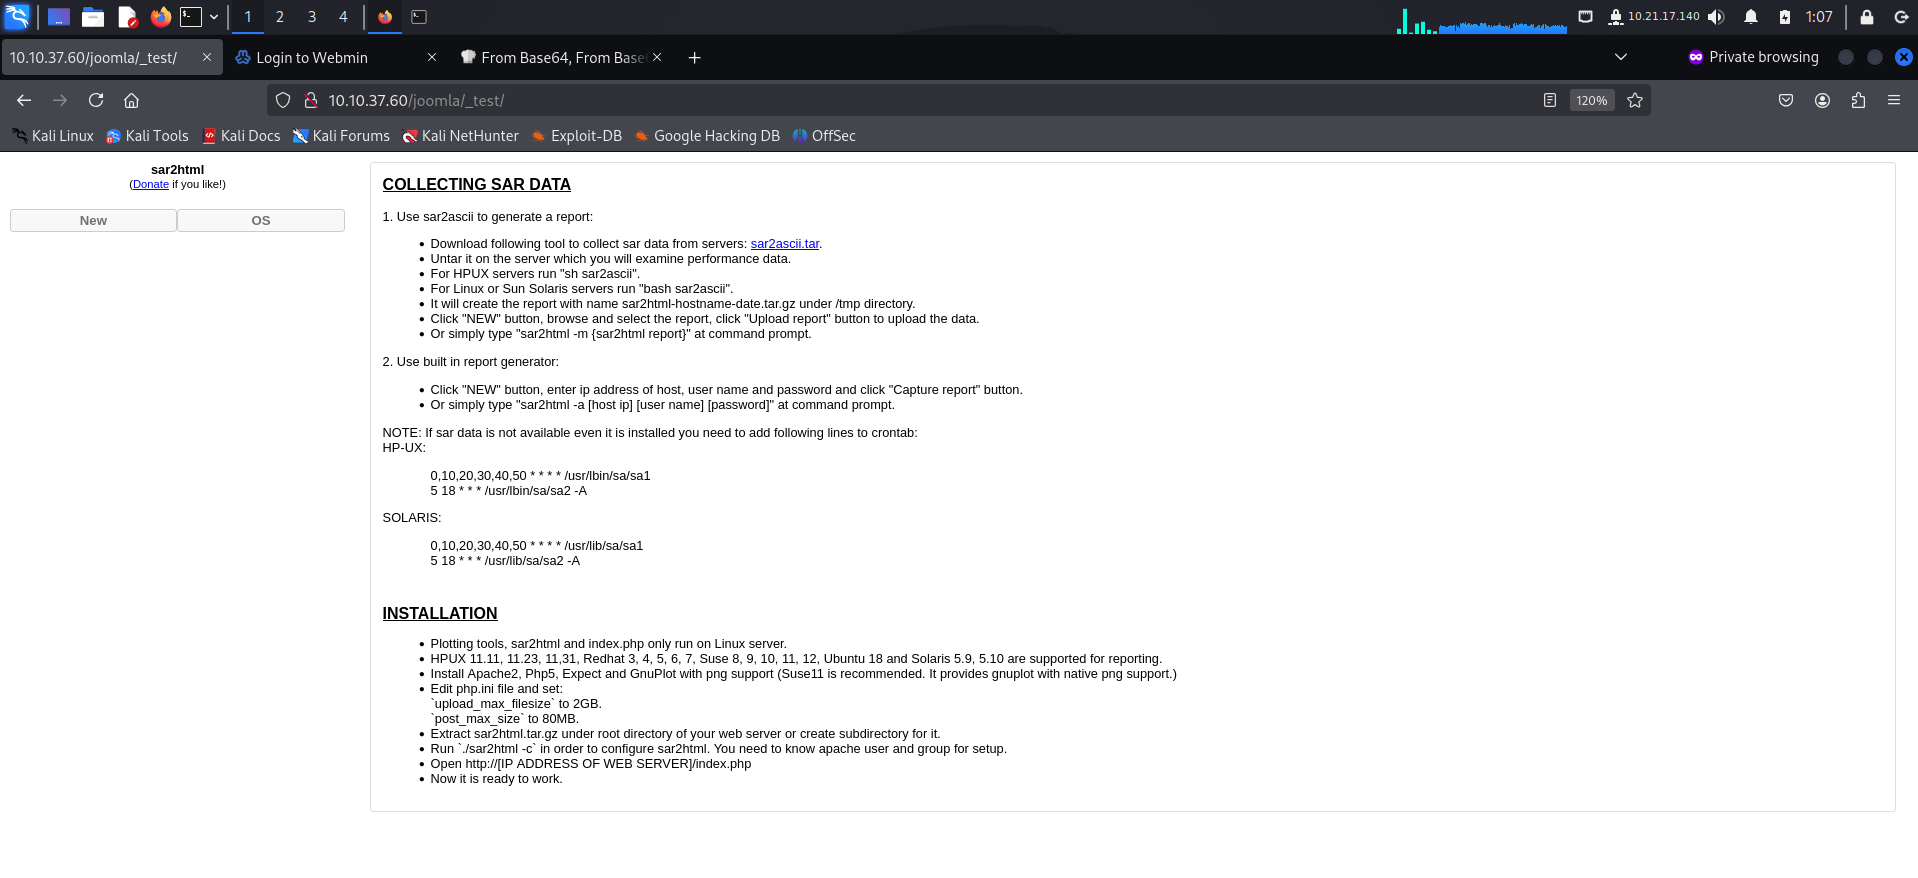 1 2 3 4 10.21.17.140 1:07
10.10.37.60/joomla/_test/ Login to Webmin From Base64, From Base Private browsing
10.10.37.60/joomla/_test/ 120%
Kali Linux Kali Tools Kali Docs Kali Forums Kali NetHunter Exploit-DB Google Hacking DB OffSec
sar2html
(Donate if you like!)
New OS
COLLECTING SAR DATA
1. Use sar2ascii to generate a report:
• Download following tool to collect sar data from servers: sar2ascii.tar.
• Untar it on the server which you will examine performance data.
• For HPUX servers run "sh sar2ascii".
• For Linux or Sun Solaris servers run "bash sar2ascii".
• It will create the report with name sar2html-hostname-date.tar.gz under /tmp directory.
• Click "NEW" button, browse and select the report, click "Upload report" button to upload the data.
• Or simply type "sar2html -m {sar2html report}" at command prompt.
2. Use built in report generator:
• Click "NEW" button, enter ip address of host, user name and password and click "Capture report" button.
• Or simply type "sar2html -a [host ip] [user name] [password]" at command prompt.
NOTE: If sar data is not available even it is installed you need to add following lines to crontab:
HP-UX:
0,10,20,30,40,50 * * * * /usr/lbin/sa/sa1
5 18 * * * /usr/lbin/sa/sa2 -A
SOLARIS:
0,10,20,30,40,50 * * * * /usr/lib/sa/sa1
5 18 * * * /usr/lib/sa/sa2 -A
INSTALLATION
• Plotting tools, sar2html and index.php only run on Linux server.
• HPUX 11.11, 11.23, 11,31, Redhat 3, 4, 5, 6, 7, Suse 8, 9, 10, 11, 12, Ubuntu 18 and Solaris 5.9, 5.10 are supported for reporting.
• Install Apache2, Php5, Expect and GnuPlot with png support (Suse11 is recommended. It provides gnuplot with native png support.)
• Edit php.ini file and set:
`upload_max_filesize` to 2GB.
`post_max_size` to 80MB.
• Extract sar2html.tar.gz under root directory of your web server or create subdirectory for it.
• Run `./sar2html -c` in order to configure sar2html. You need to know apache user and group for setup.
• Open http://[IP ADDRESS OF WEB SERVER]/index.php
• Now it is ready to work.